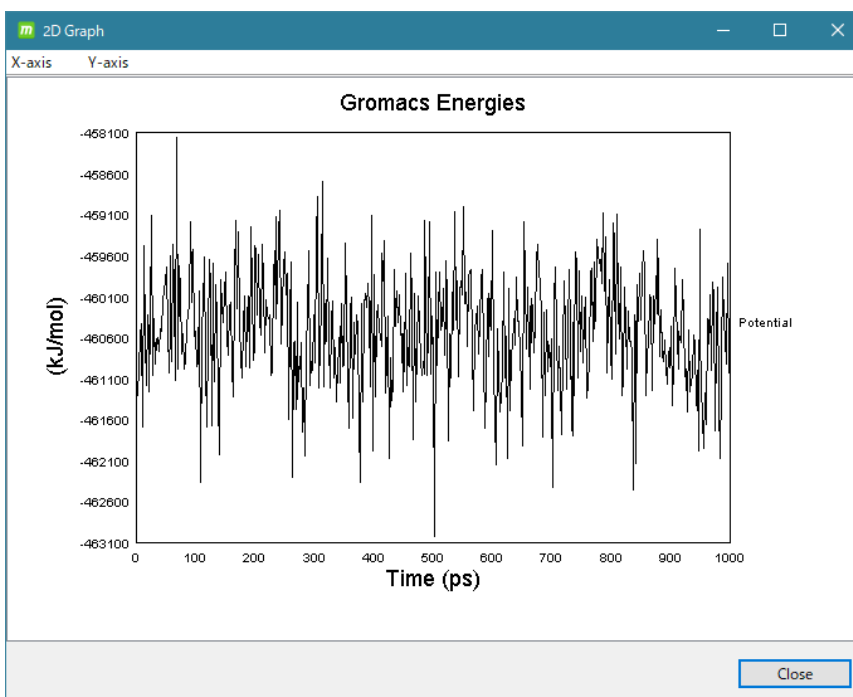 2D Graph
X-axis Y-axis
Gromacs Energies
-458100
-458600
-459100
-459600
-460100
-460600
-461100
-461600
-462100
-462600
-463100
(kJ/mol)
Potential
0 100 200 300 400 500 600 700 800 900 1000
Time (ps)
Close